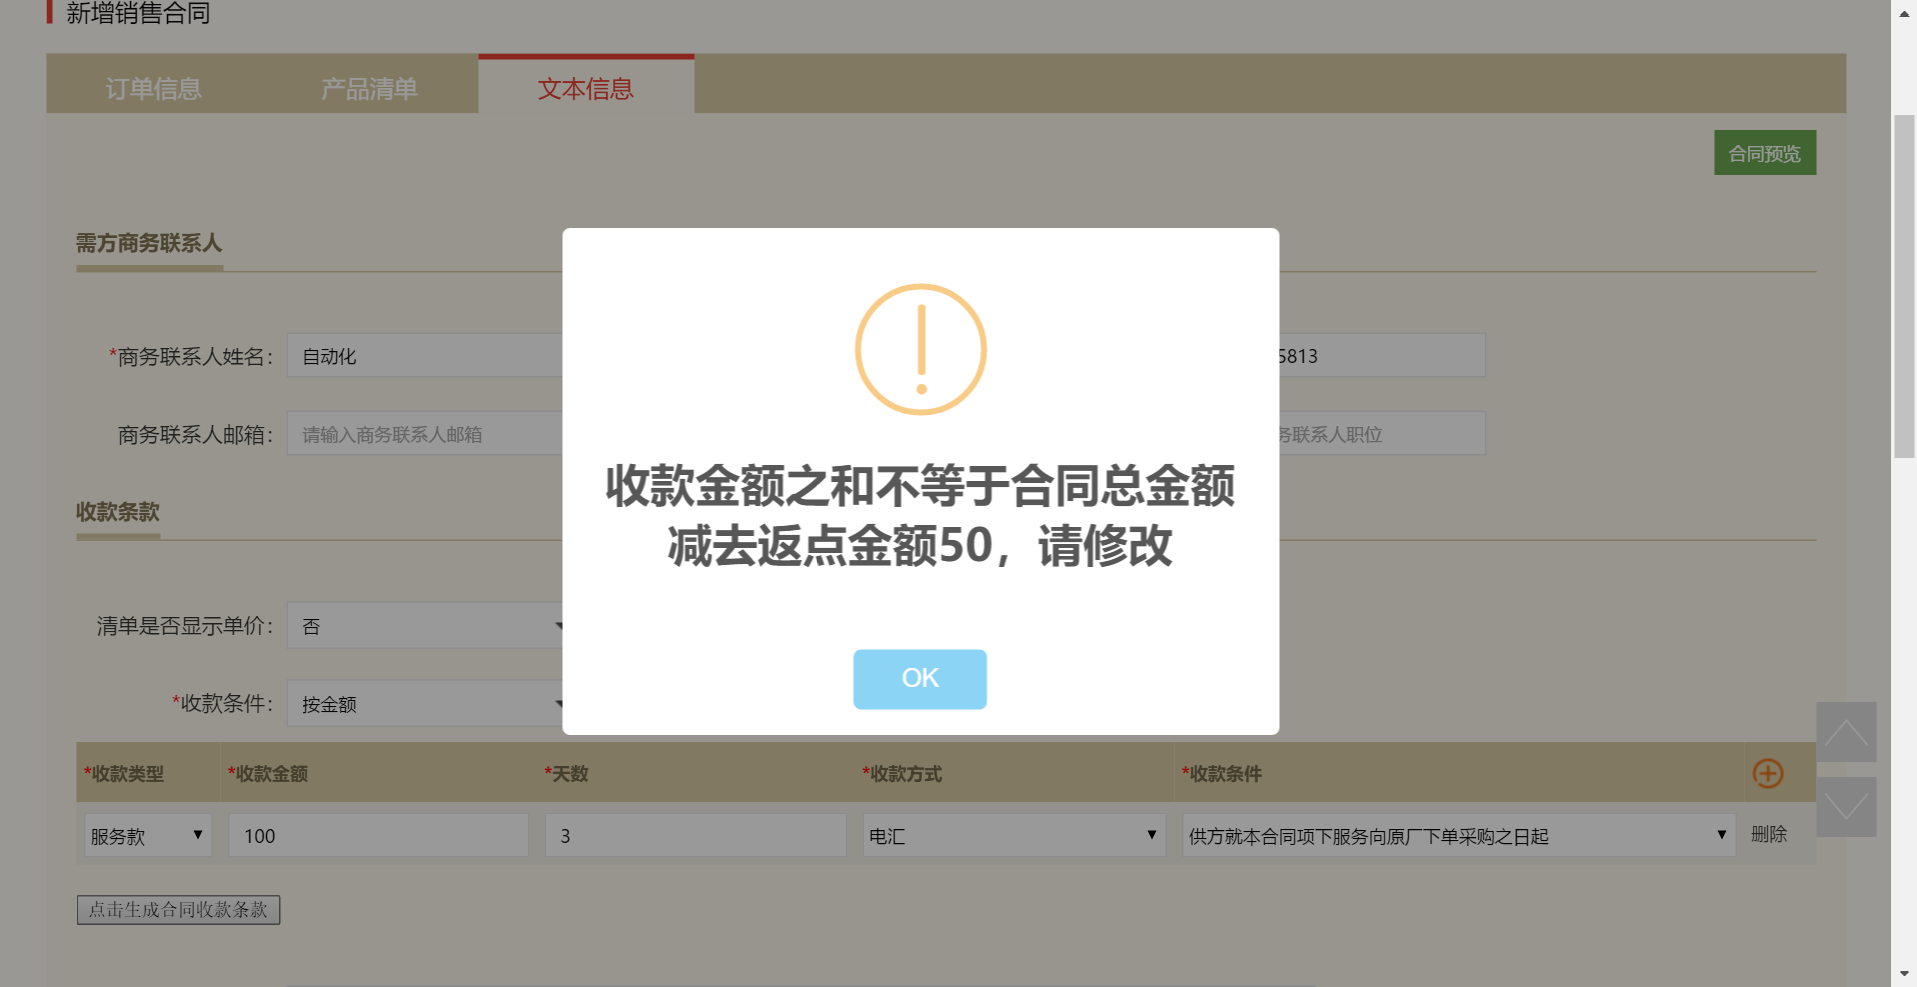 新增销售合同
订单信息 产品清单 文本信息
合同预览
需方商务联系人
*商务联系人姓名： 自动化 5813
商务联系人邮箱： 请输入商务联系人邮箱 务联系人职位
收款金额之和不等于合同总金额
减去返点金额50，请修改
OK
收款条款
清单是否显示单价： 否
*收款条件： 按金额
*收款类型 *收款金额 *天数 *收款方式 *收款条件
服务款 100 3 电汇 供方就本合同项下服务向原厂下单采购之日起 删除
点击生成合同收款条款